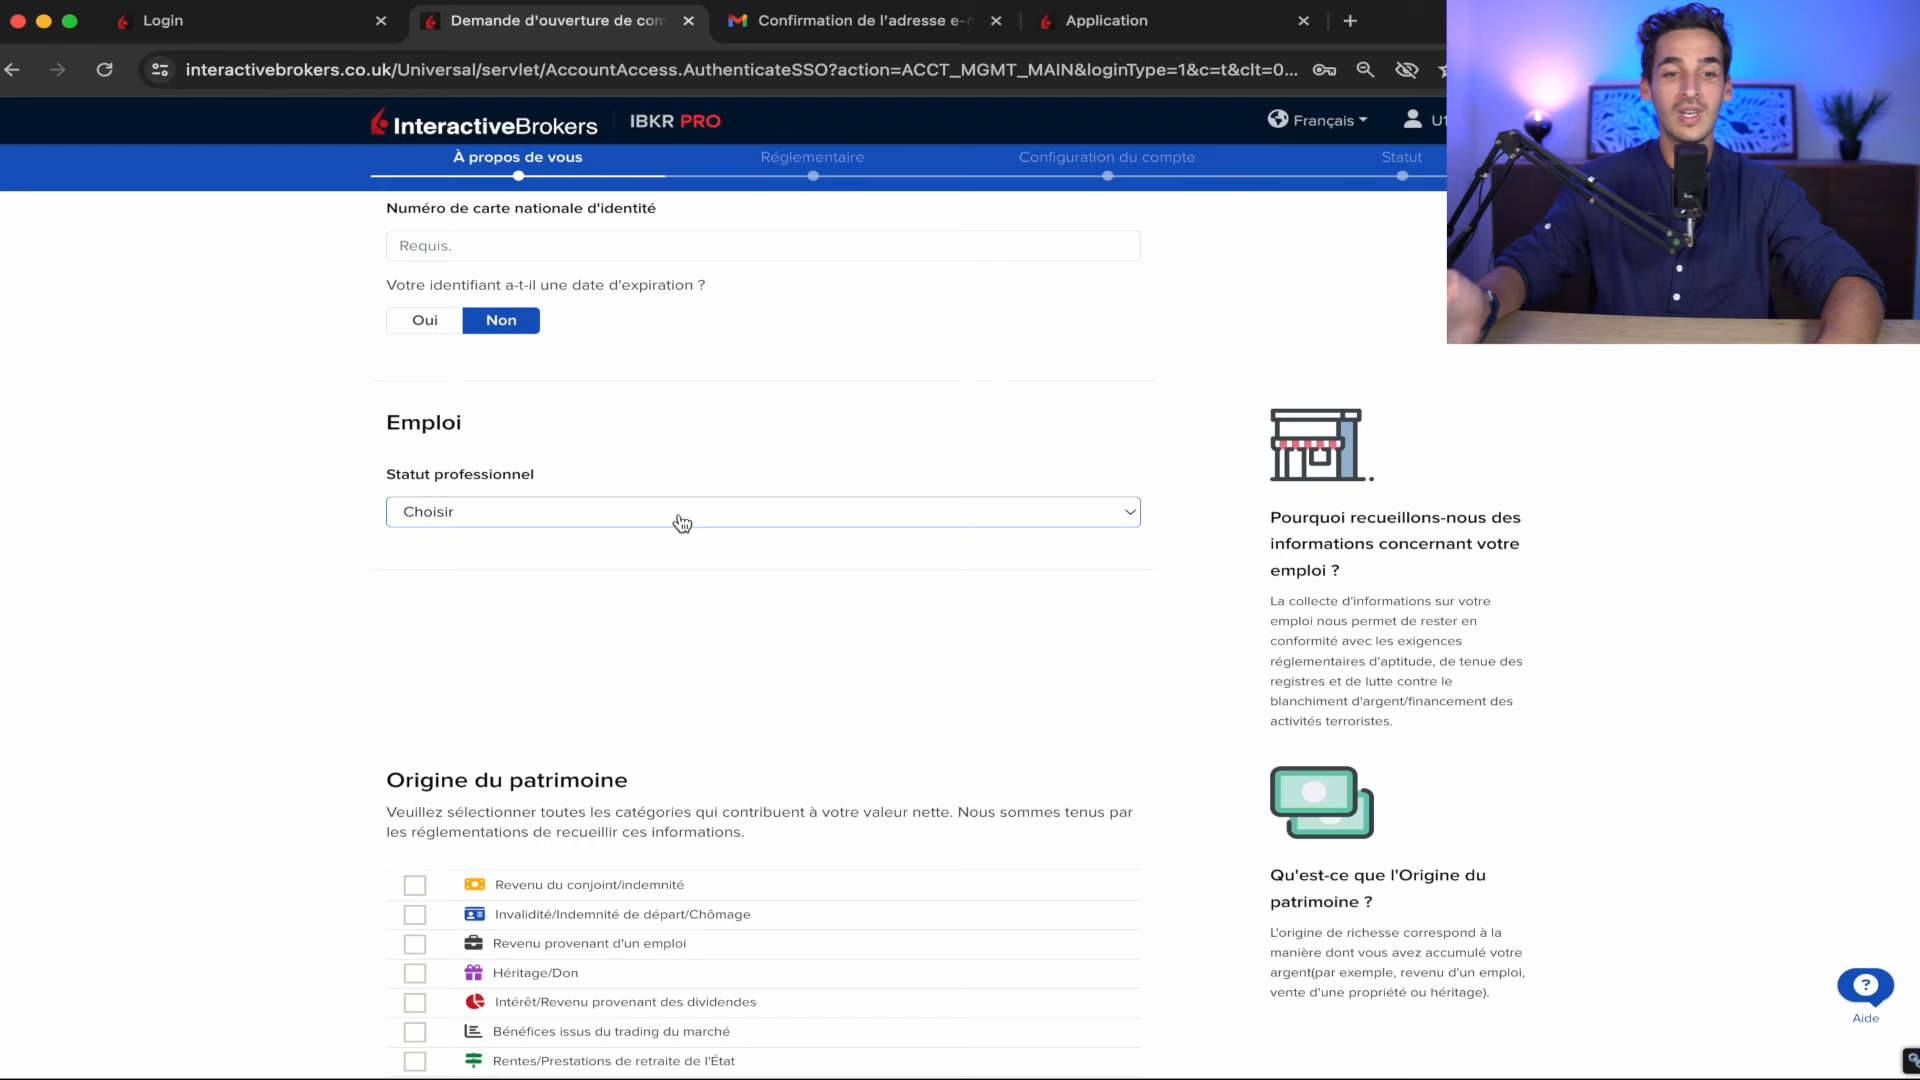 Login
Demande d'ouverture de com
Confirmation de l'adresse e-m
Application
interactivebrokers.co.uk/Universal/servlet/AccountAccess.AuthenticateSSO?action=ACCT_MGMT_MAIN&loginType=1&c=t&clt=0...
InteractiveBrokers
IBKR PRO
Français
U1
À propos de vous
Réglementaire
Configuration du compte
Statut
Numéro de carte nationale d'identité
Requis.
Votre identifiant a-t-il une date d'expiration ?
Oui
Non
Emploi
Statut professionnel
Choisir
Pourquoi recueillons-nous des
informations concernant votre
emploi ?
La collecte d'informations sur votre
emploi nous permet de rester en
conformité avec les exigences
réglementaires d'aptitude, de tenue des
registres et de lutte contre le
blanchiment d'argent/financement des
activités terroristes.
Origine du patrimoine
Veuillez sélectionner toutes les catégories qui contribuent à votre valeur nette. Nous sommes tenus par
les réglementations de recueillir ces informations.
Revenu du conjoint/indemnité
Invalidité/Indemnité de départ/Chômage
Revenu provenant d'un emploi
Héritage/Don
Intérêt/Revenu provenant des dividendes
Bénéfices issus du trading du marché
Rentes/Prestations de retraite de l'État
Qu'est-ce que l'Origine du
patrimoine ?
L'origine de richesse correspond à la
manière dont vous avez accumulé votre
argent(par exemple, revenu d'un emploi,
vente d'une propriété ou héritage).
?
Aide